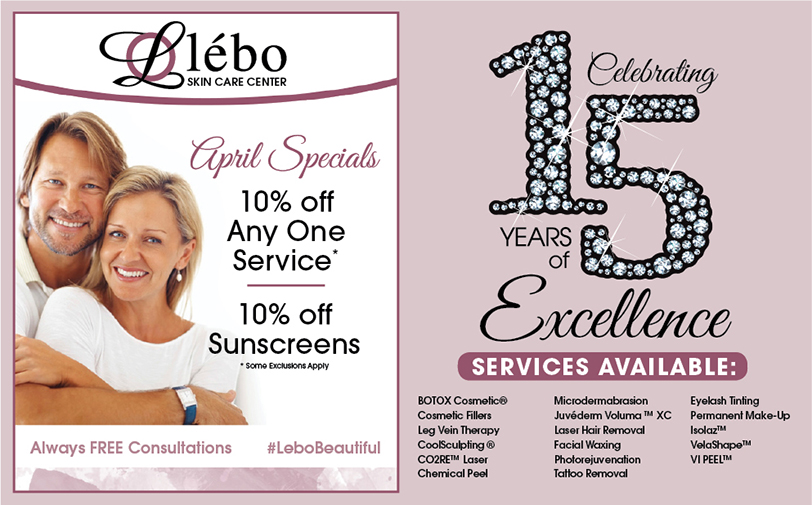 Lébo
SKIN CARE CENTER
April Specials
10% off
Any One
Service*
10% off
Sunscreens
* Some Exclusions Apply
Always FREE Consultations
#LeboBeautiful
Celebrating
15
YEARS
of
Excellence
SERVICES AVAILABLE:
BOTOX Cosmetic®
Cosmetic Fillers
Leg Vein Therapy
CoolSculpting ®
CO2RE™ Laser
Chemical Peel
Microdermabrasion
Juvéderm Voluma ™ XC
Laser Hair Removal
Facial Waxing
Photorejuvenation
Tattoo Removal
Eyelash Tinting
Permanent Make-Up
Isolaz™
VelaShape™
VI PEEL™